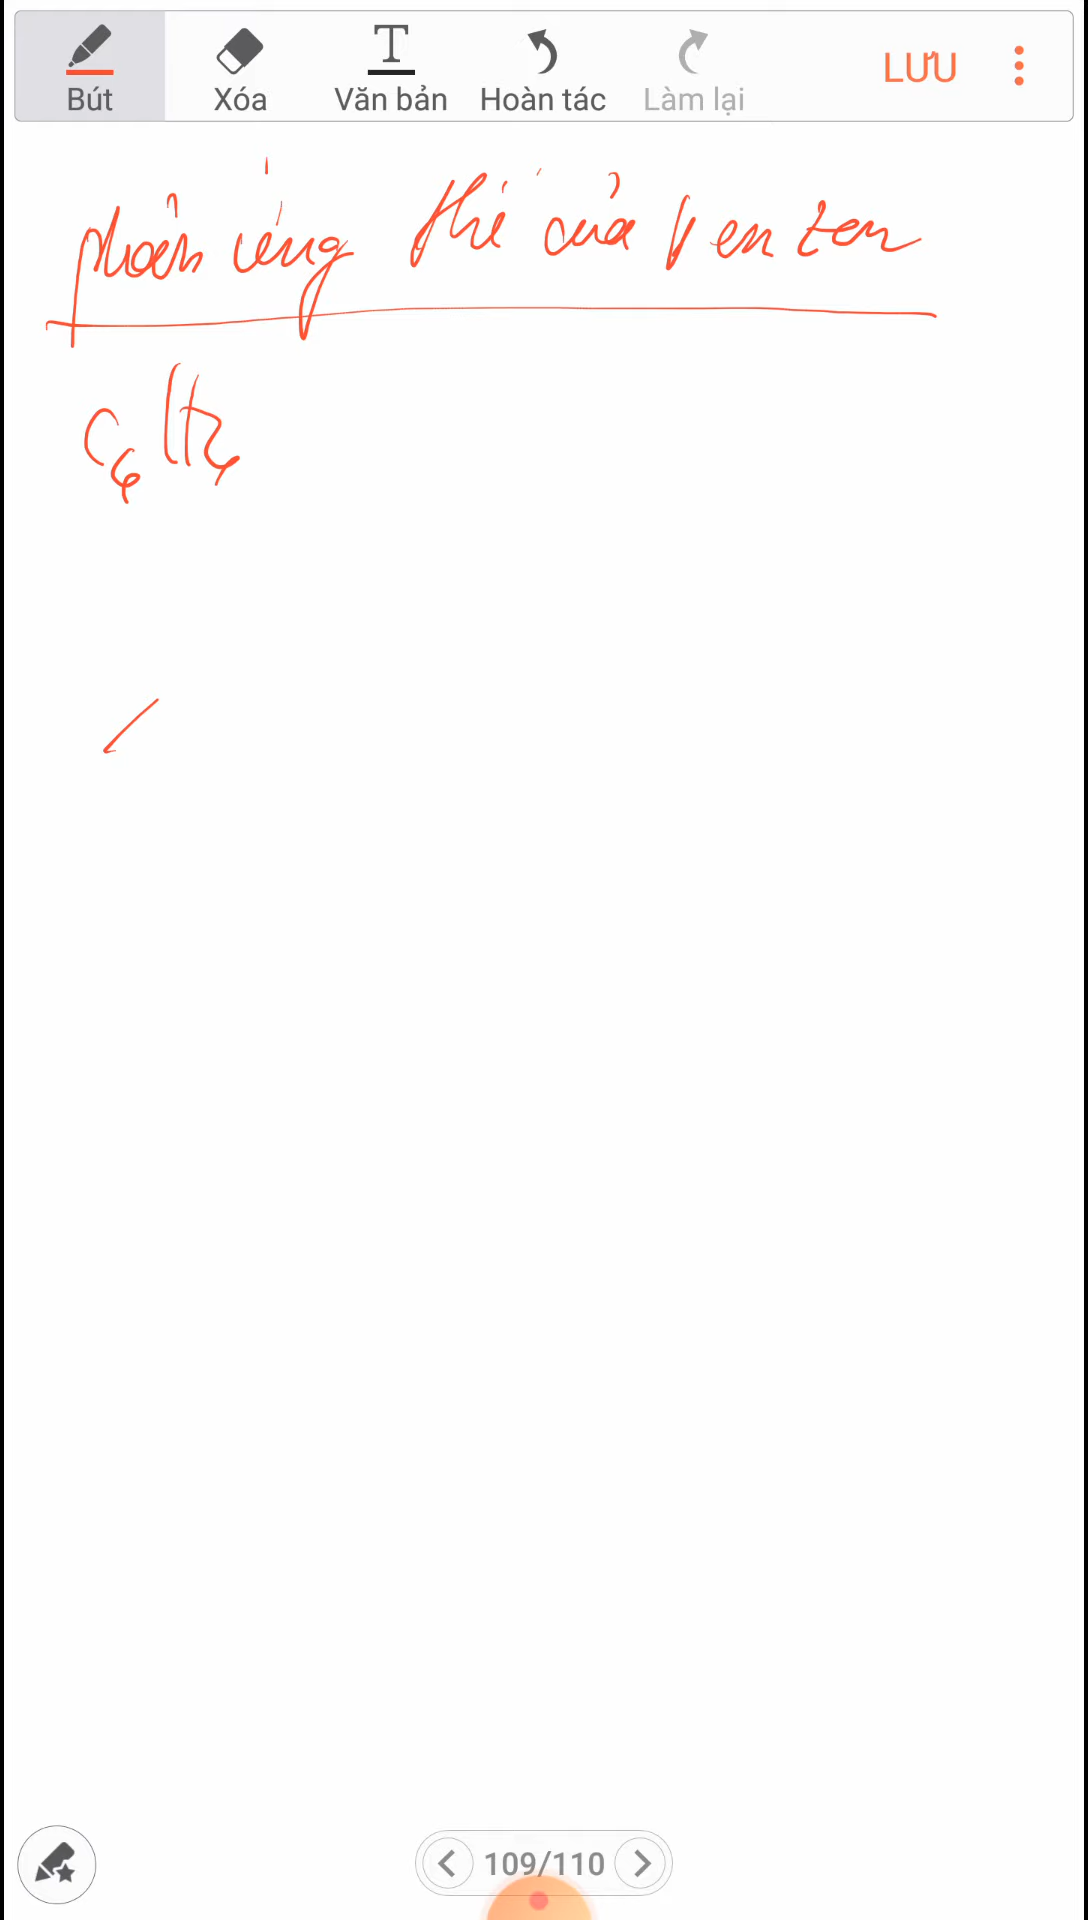 Bút Xóa Văn bản Hoàn tác Làm lại LƯU
phản ứng thế của benzen
C6H6
109/110